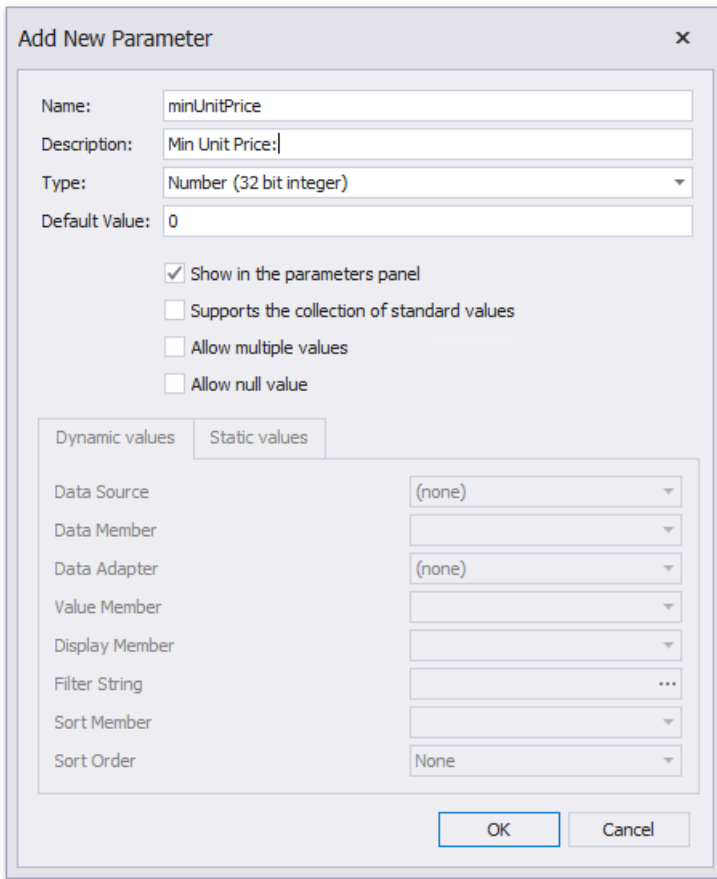 Add New Parameter
Name: minUnitPrice
Description: Min Unit Price:
Type: Number (32 bit integer)
Default Value: 0
Show in the parameters panel
Supports the collection of standard values
Allow multiple values
Allow null value
Dynamic values Static values
Data Source (none)
Data Member
Data Adapter (none)
Value Member
Display Member
Filter String ...
Sort Member
Sort Order None
OK Cancel